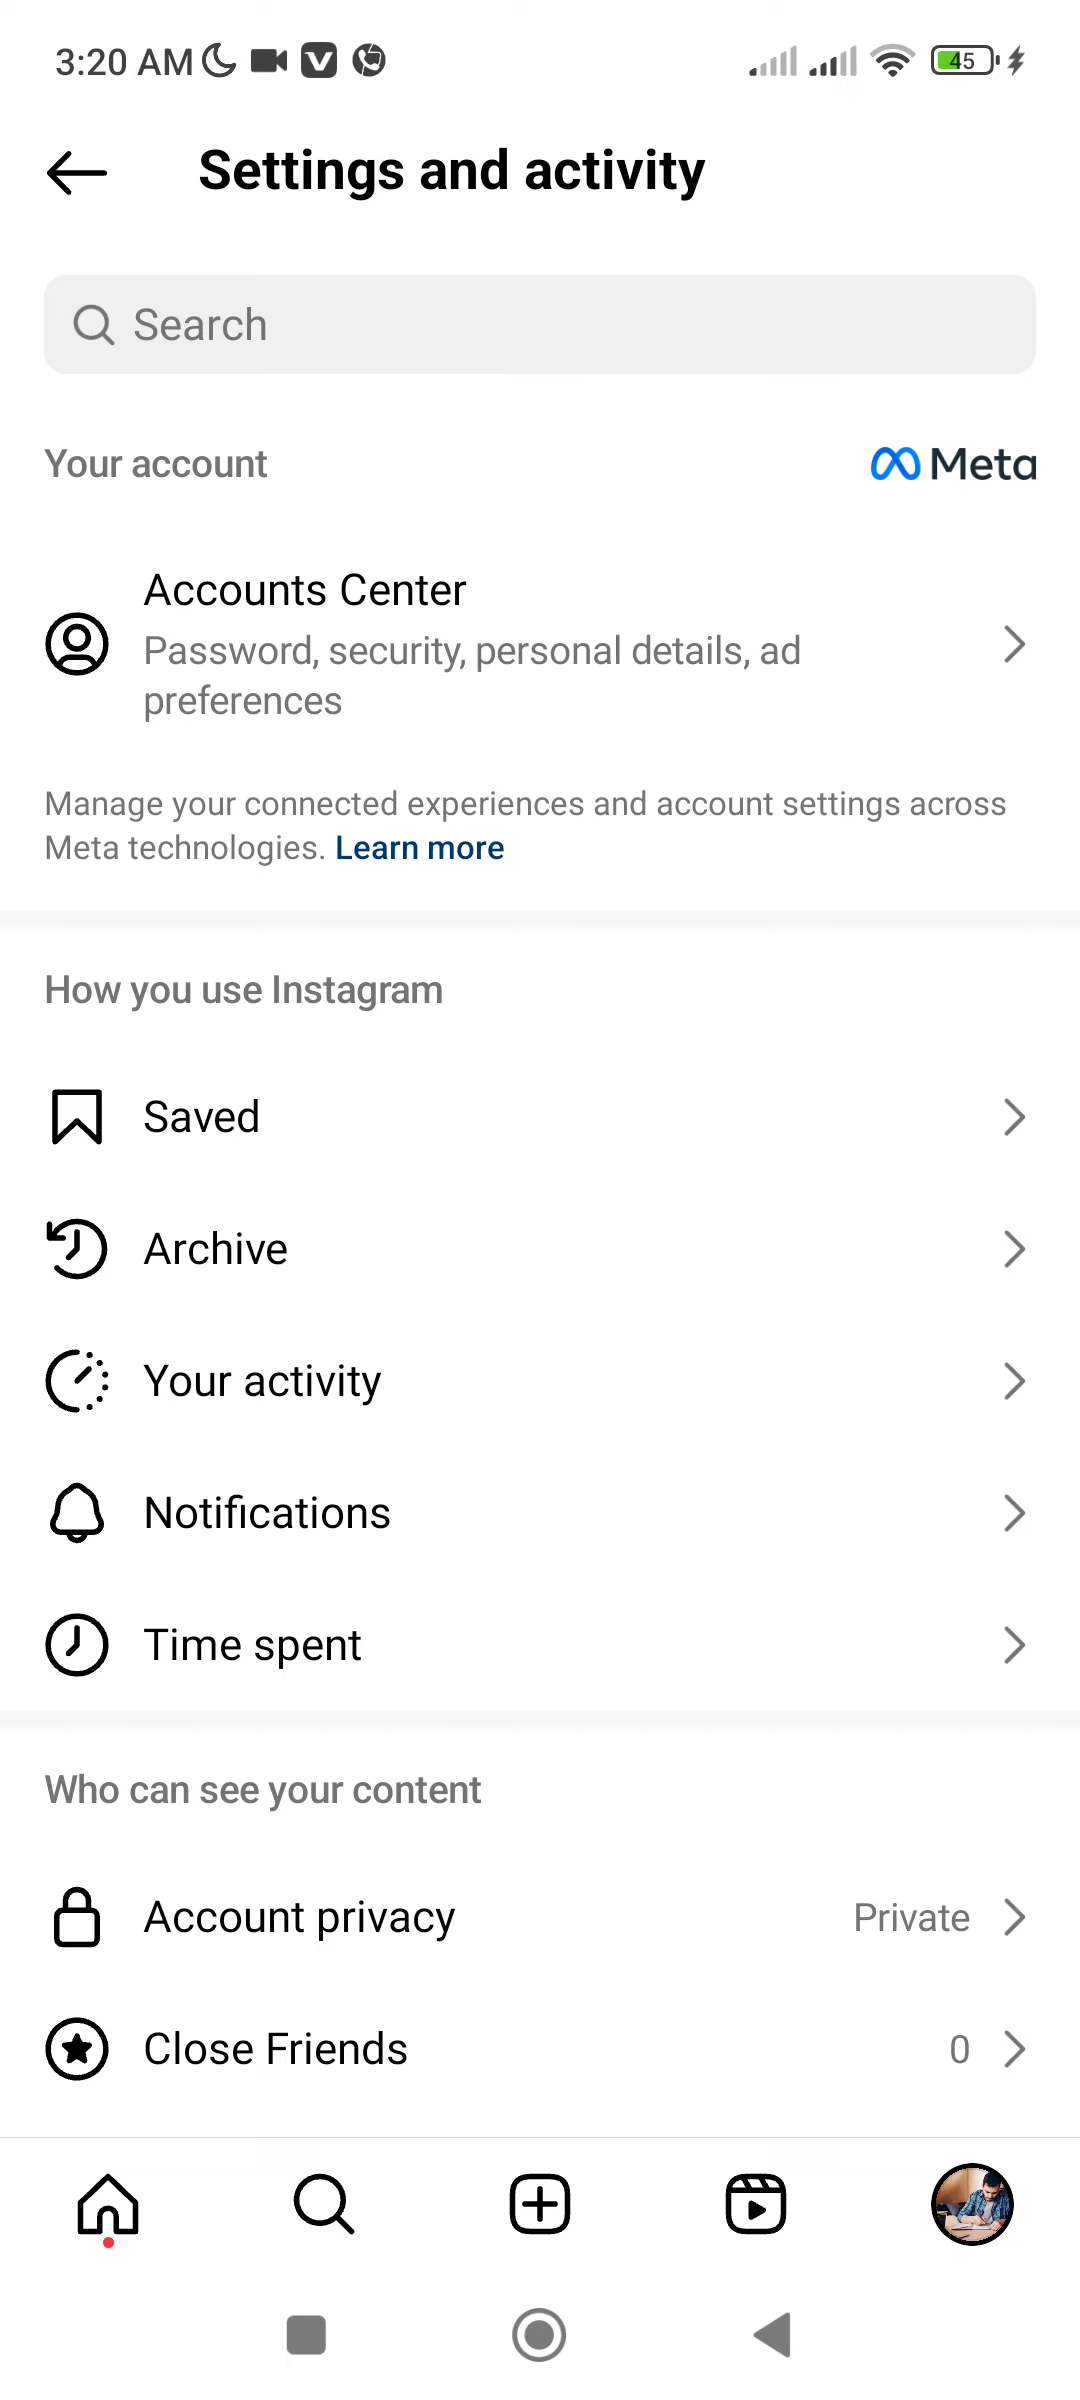 3:20 AM
45
Settings and activity
Search
Your account
Meta
Accounts Center
Password, security, personal details, ad
preferences
Manage your connected experiences and account settings across
Meta technologies. Learn more
How you use Instagram
Saved
Archive
Your activity
Notifications
Time spent
Who can see your content
Account privacy
Private
Close Friends
0